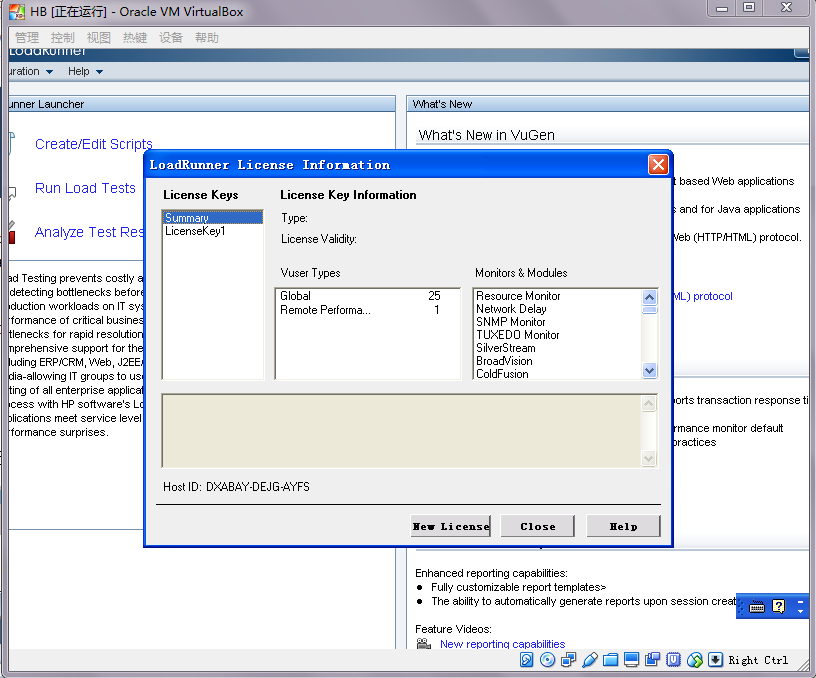 HB [正在运行] - Oracle VM VirtualBox
管理 控制 视图 热键 设备 帮助
LoadRunner
uration Help
unner Launcher
What's New
Create/Edit Scripts
What's New in VuGen
Run Load Tests
Analyze Test Res
t based Web applications
s and for Java applications
Web (HTTP/HTML) protocol.
ML) protocol
ad Testing prevents costly a
detecting bottlenecks before
oduction workloads on IT sys
rformance of critical busines
ttlenecks for rapid resolution
mprehensive support for the
luding ERP/CRM, Web, J2EE/
dia-allowing IT groups to use
ting of all enterprise applicat
ocess with HP software's Lo
plications meet service level
rformance surprises.
LoadRunner License Information
License Keys
License Key Information
Summary
LicenseKey1
Type:
License Validity:
Vuser Types
Monitors & Modules
Global 25
Remote Performa... 1
Resource Monitor
Network Delay
SNMP Monitor
TUXEDO Monitor
SilverStream
BroadVision
ColdFusion
Host ID: DXABAY-DEJG-AYFS
New License Close Help
orts transaction response ti
rmance monitor default
practices
Enhanced reporting capabilities:
● Fully customizable report templates>
● The ability to automatically generate reports upon session creat
Feature Videos:
New reporting capabilities
Right Ctrl